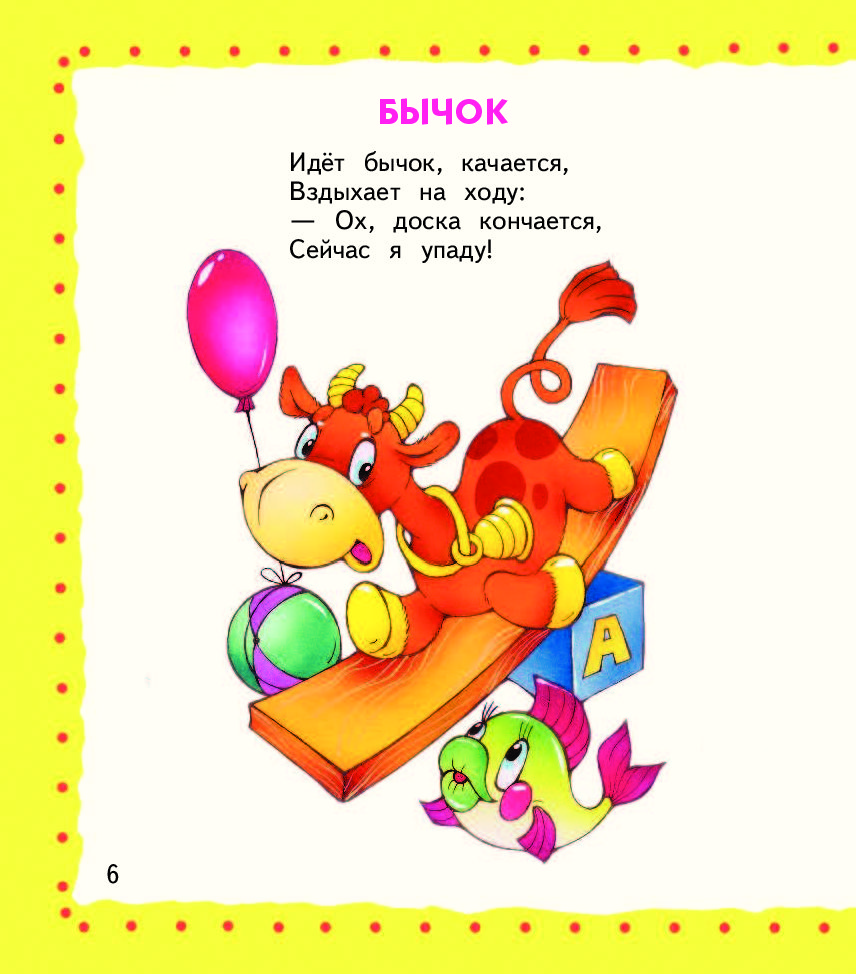 БЫЧОК
Идёт бычок, качается,
Вздыхает на ходу:
— Ох, доска кончается,
Сейчас я упаду!
А
6